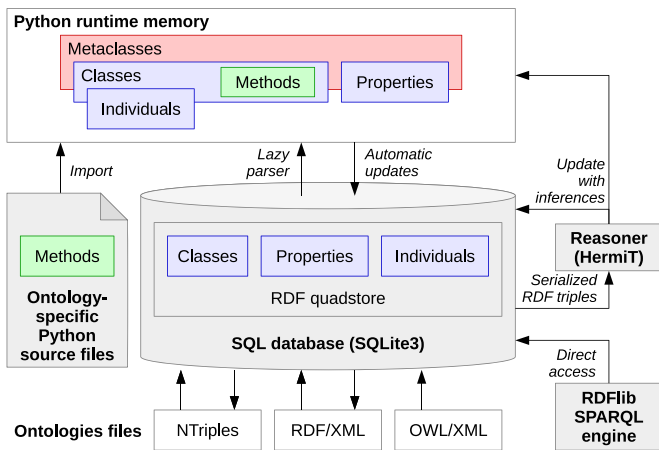 Python runtime memory
Metaclasses
Classes
Methods
Properties
Individuals
Import
Lazy
parser
Automatic
updates
Update
with
inferences
Methods
Ontology-
specific
Python
source files
Classes
Properties
Individuals
RDF quadstore
SQL database (SQLite3)
Reasoner
(HermiT)
Serialized
RDF triples
Direct
access
RDFlib
SPARQL
engine
Ontologies files
NTriples
RDF/XML
OWL/XML